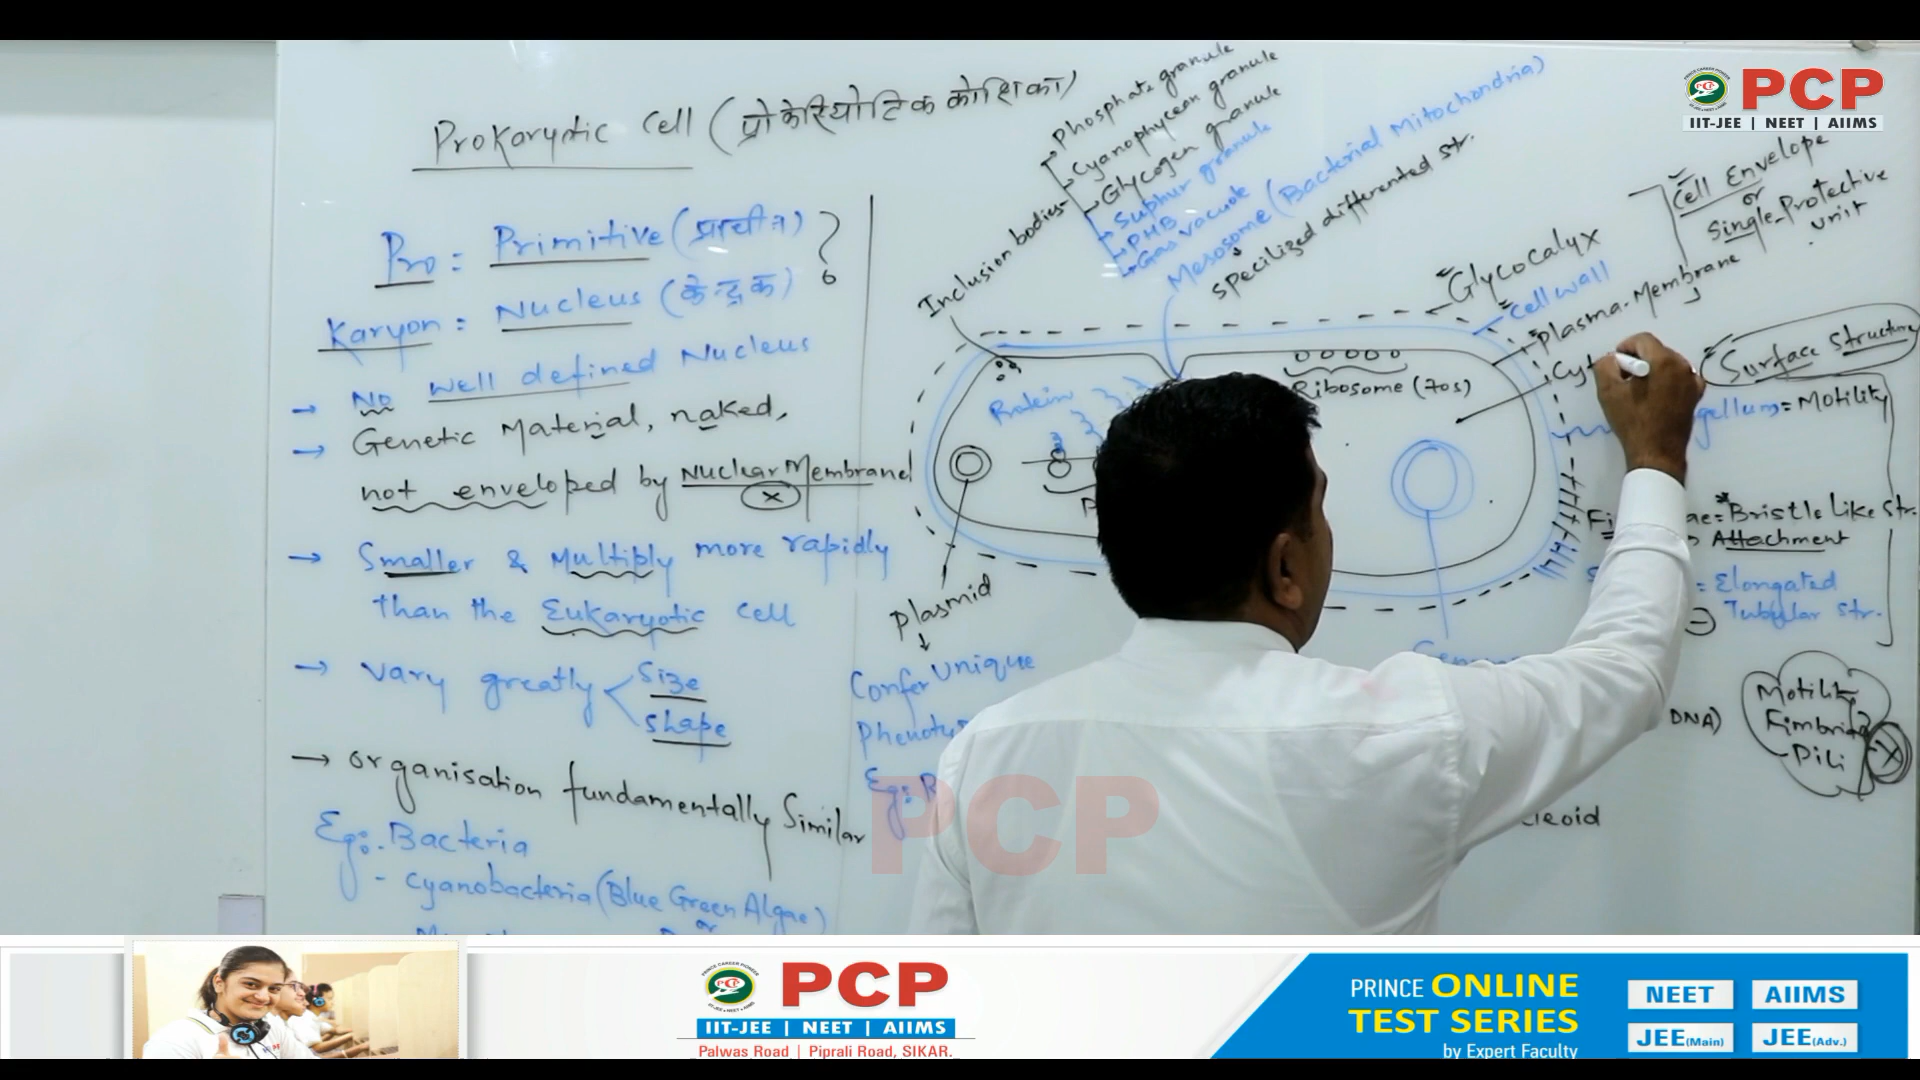 Prokaryotic Cell (प्रोकेरियोटिक कोशिका)
Pro = Primitive (प्राचीन)
Karyon = Nucleus (केन्द्रक)
→ No well defined Nucleus
→ Genetic Material, naked,
not enveloped by Nuclear Membrane
(x)
→ Smaller & Multiply more rapidly
than the Eukaryotic cell
→ Vary greatly
Size
shape
→ organisation fundamentally Similar
Eg:- Bacteria
- Cyanobacteria (Blue Green Algae)
or
Inclusion bodies
Phosphate granule
Cyanophycean granule
Glycogen granule
Sulphur granule
PHB
Gas vacuole
Mesosome (Bacterial Mitochondria)
specilized differented str.
Glycocalyx
Cell wall
Plasma-Membrane
Cell Envelope
or
Single Protective
unit
Protein
Ribosome (70s)
Surface Structure
= Motility
= Bristle Like Str.
Attachment
= Elongated
Tubular Str.
Plasmid
↓
Confer Unique
Eg:
DNA)
Motility
Fimbriae
Pili
X
PCP
IIT-JEE | NEET | AIIMS
PCP
PCP
IIT-JEE | NEET | AIIMS
Palwas Road | Piprali Road, SIKAR.
PRINCE ONLINE
TEST SERIES
by Expert Faculty
NEET
AIIMS
JEE(Main)
JEE(Adv.)